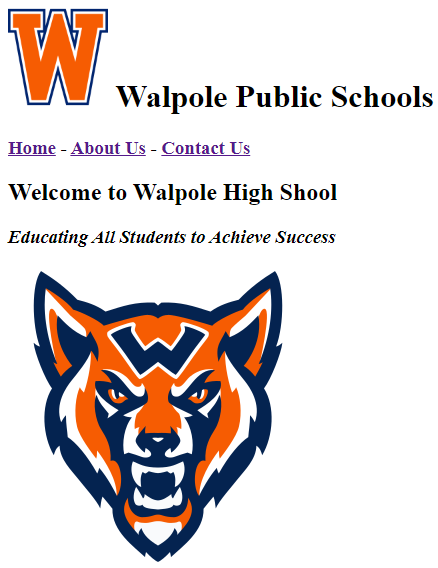 W Walpole Public Schools
Home - About Us - Contact Us
Welcome to Walpole High Shool
Educating All Students to Achieve Success
W